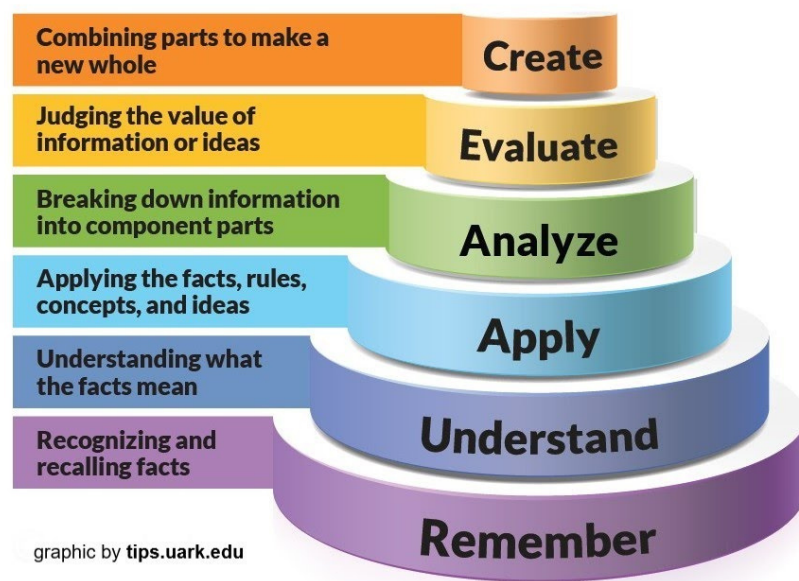 Combining parts to make a
new whole
Create
Judging the value of
information or ideas
Evaluate
Breaking down information
into component parts
Analyze
Applying the facts, rules,
concepts, and ideas
Apply
Understanding what
the facts mean
Understand
Recognizing and
recalling facts
Remember
graphic by tips.uark.edu